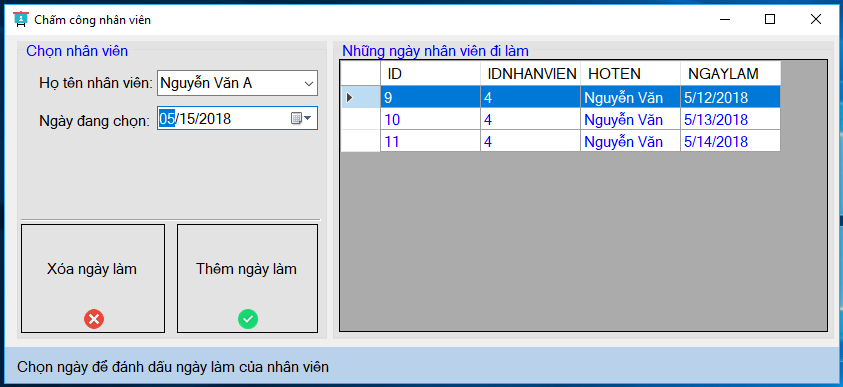 Chấm công nhân viên
Chọn nhân viên
Họ tên nhân viên: Nguyễn Văn A
Ngày đang chọn: 05/15/2018
Xóa ngày làm
Thêm ngày làm
Những ngày nhân viên đi làm
ID IDNHANVIEN HOTEN NGAYLAM
9 4 Nguyễn Văn 5/12/2018
10 4 Nguyễn Văn 5/13/2018
11 4 Nguyễn Văn 5/14/2018
Chọn ngày để đánh dấu ngày làm của nhân viên